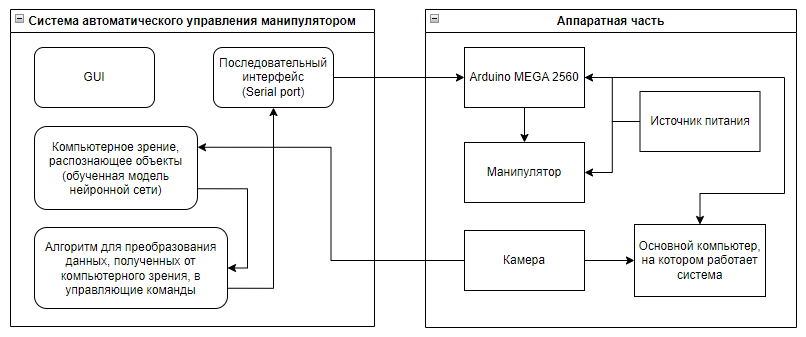 Система автоматического управления манипулятором
GUI
Последовательный
интерфейс
(Serial port)
Компьютерное зрение,
распознающее объекты
(обученная модель
нейронной сети)
Алгоритм для преобразования
данных, полученных от
компьютерного зрения, в
управляющие команды
Аппаратная часть
Arduino MEGA 2560
Источник питания
Манипулятор
Камера
Основной компьютер,
на котором работает
система